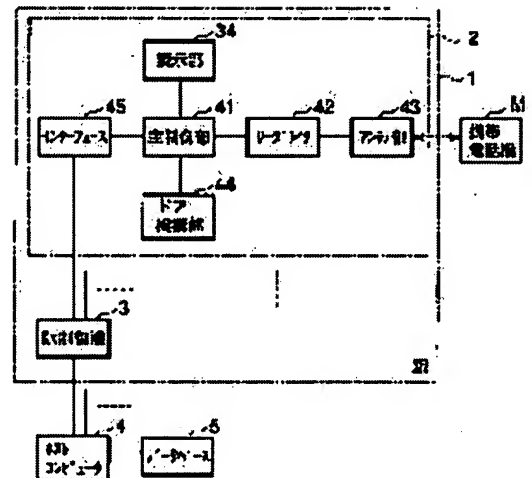 34
2
表示部
1
45
41
42
43
M
インターフェース
主制御部
リーダライタ
アンテナ部
携帯
電話機
44
ドア
3
駅
4
5
ホスト
コンピュータ
データベース